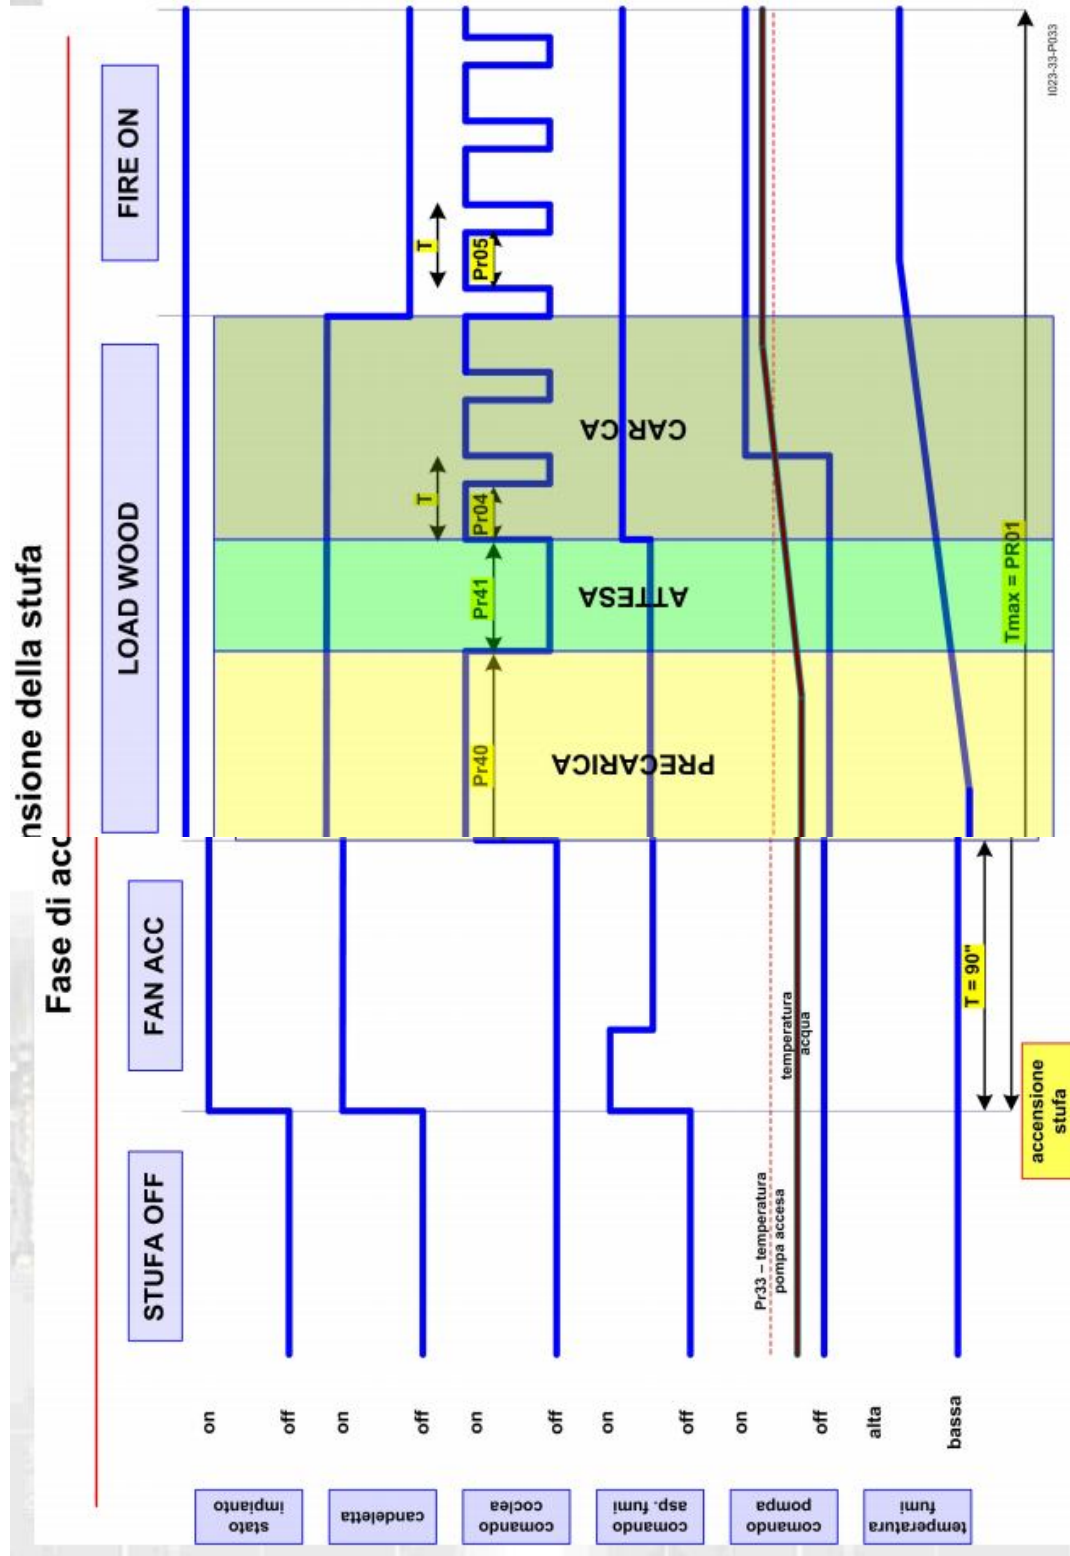 Fase di acc
nsione della stufa
STUFA OFF
FAN ACC
LOAD WOOD
FIRE ON
stato
impianto
on
off
candeletta
on
off
T
T
comando
coclea
on
off
Pr40
Pr41
Pr04
Pr05
PRECARICA
ATTESA
CARICA
comando
asp. fumi
on
off
comando
pompa
on
off
Pr33 – temperatura
pompa accesa
temperatura
acqua
temperatura
fumi
alta
bassa
T = 90"
Tmax = PR01
accensione
stufa
I023-33-P033